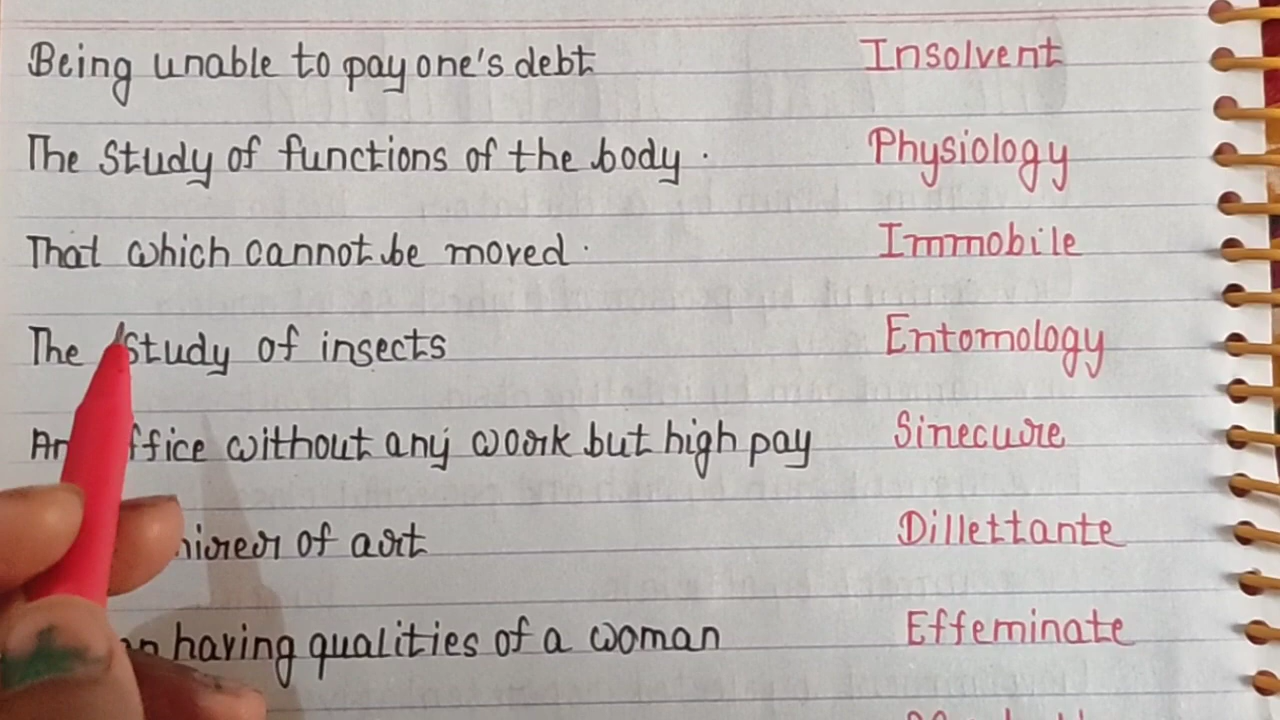 Being unable to pay one's debt Insolvent
The study of functions of the body. Physiology
That which cannot be moved. Immobile
The study of insects Entomology
without any work but high pay Sinecure
of art Dillettante
having qualities of a woman Effeminate